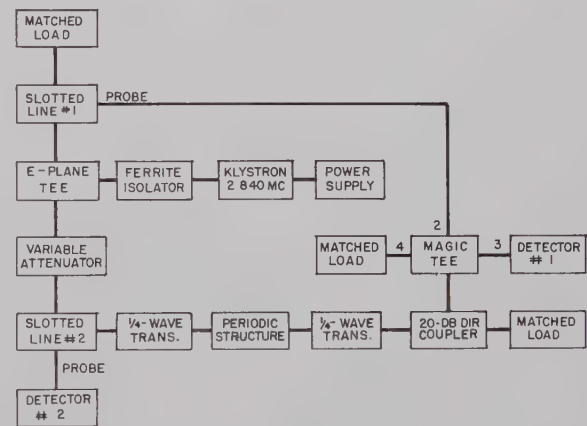 MATCHED
LOAD
SLOTTED
LINE #1
PROBE
E-PLANE
TEE
FERRITE
ISOLATOR
KLYSTRON
2 840 MC
POWER
SUPPLY
2
VARIABLE
ATTENUATOR
MATCHED
LOAD
4
MAGIC
TEE
3
DETECTOR
# 1
SLOTTED
LINE #2
1/4-WAVE
TRANS.
PERIODIC
STRUCTURE
1/4-WAVE
TRANS.
20-DB DIR
COUPLER
MATCHED
LOAD
PROBE
DETECTOR
# 2